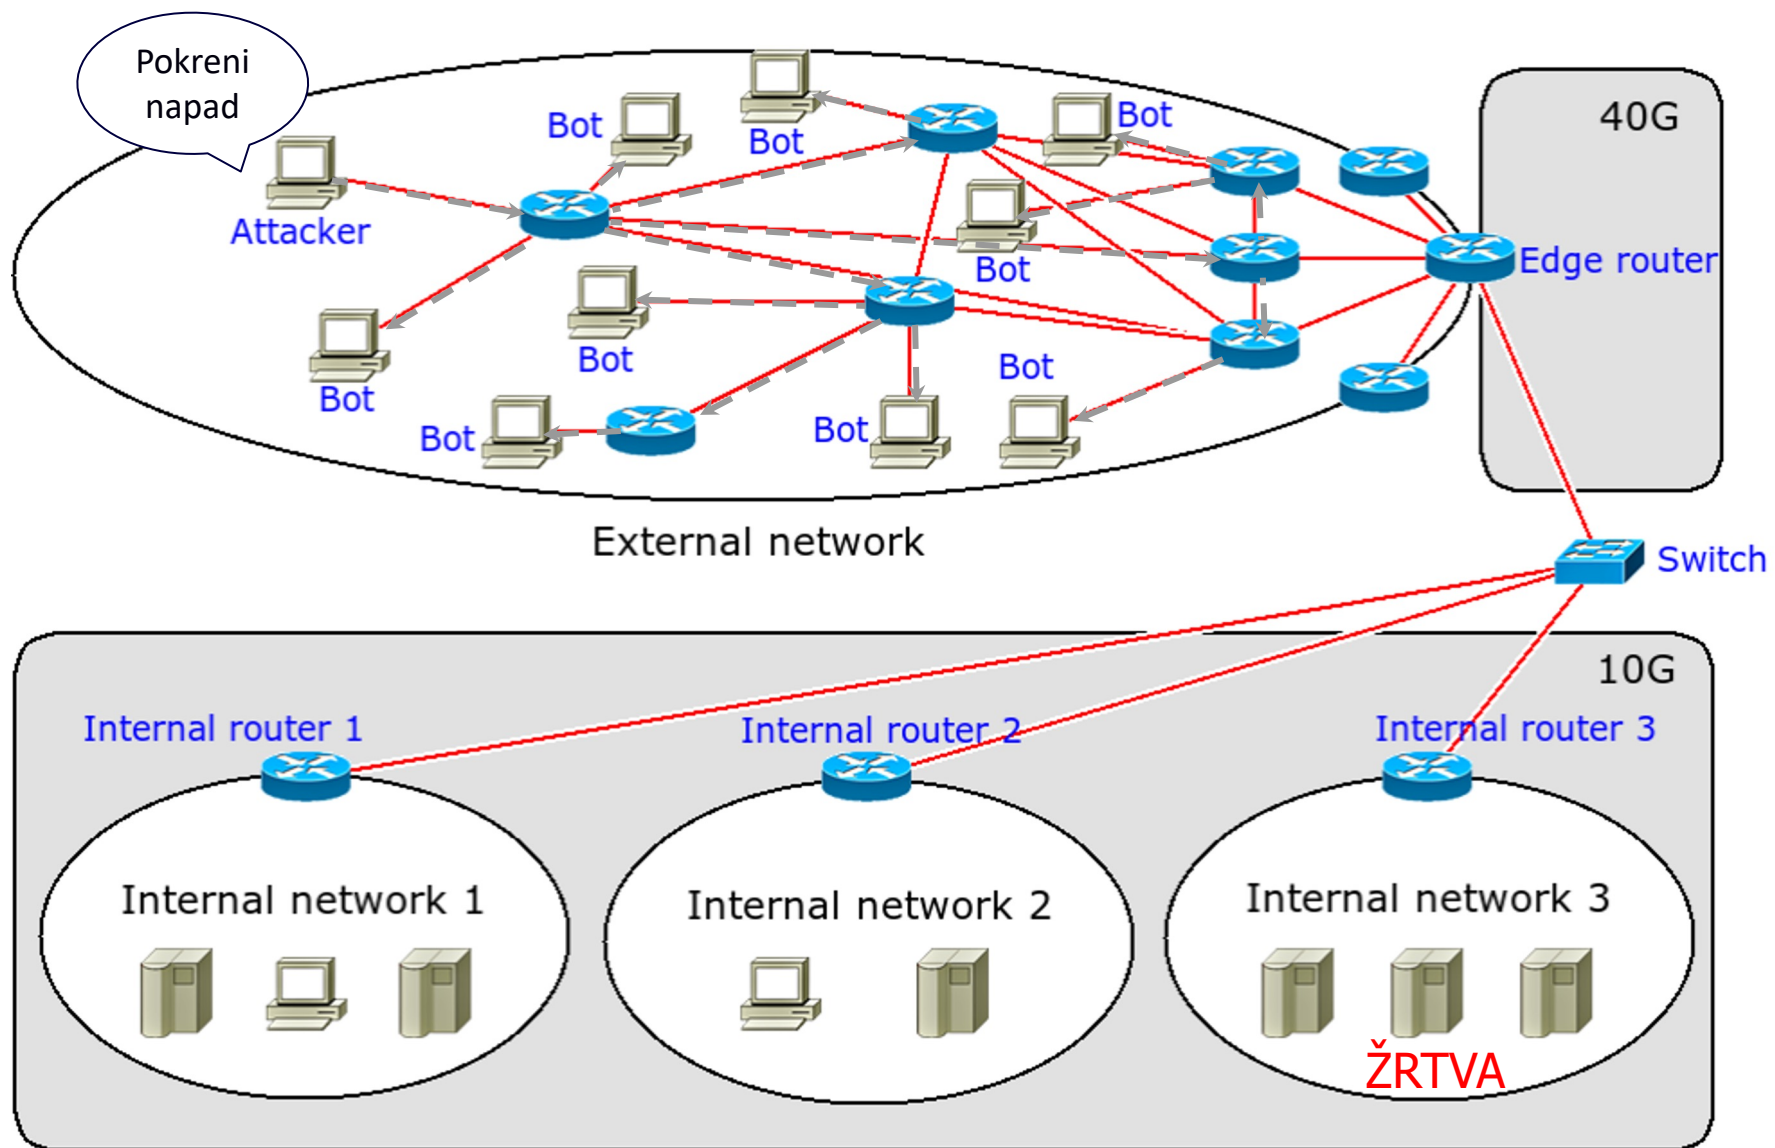 Pokreni
napad
40G
Bot
Bot
Bot
Attacker
Bot
Edge router
Bot
Bot
Bot
Bot
Bot
External network
Switch
10G
Internal router 1
Internal router 2
Internal router 3
Internal network 1
Internal network 2
Internal network 3
ŽRTVA